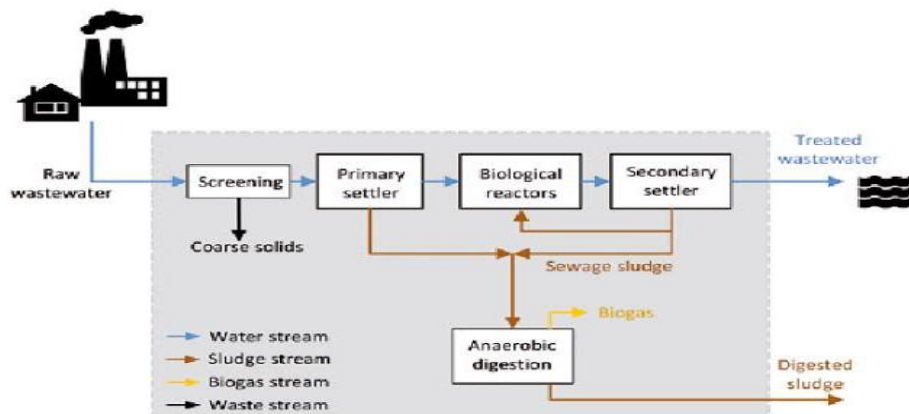 Treated
wastewater
Raw
wastewater
Screening
Primary
settler
Biological
reactors
Secondary
settler
Coarse solids
Sewage sludge
Biogas
Water stream
Sludge stream
Biogas stream
Waste stream
Anaerobic
digestion
Digested
sludge